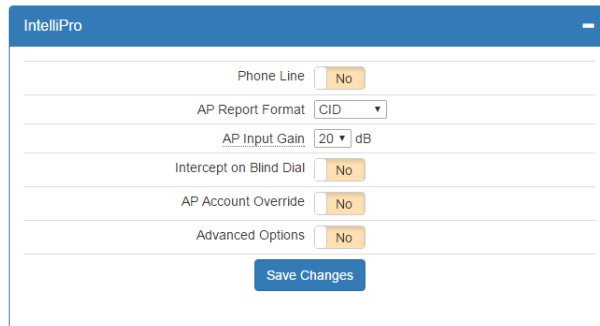 IntelliPro
Phone Line No
AP Report Format CID
AP Input Gain 20 dB
Intercept on Blind Dial No
AP Account Override No
Advanced Options No
Save Changes